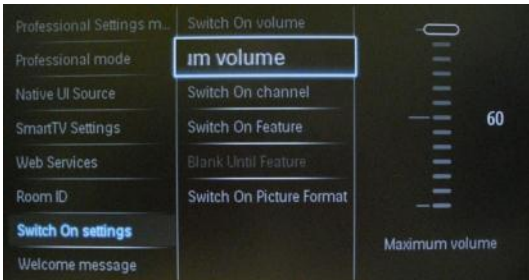 Professional Settings m...
Professional mode
Native UI Source
SmartTV Settings
Web Services
Room ID
Switch On settings
Welcome message
Switch On volume
ım volume
Switch On channel
Switch On Feature
Blank Until Feature
Switch On Picture Format
60
Maximum volume